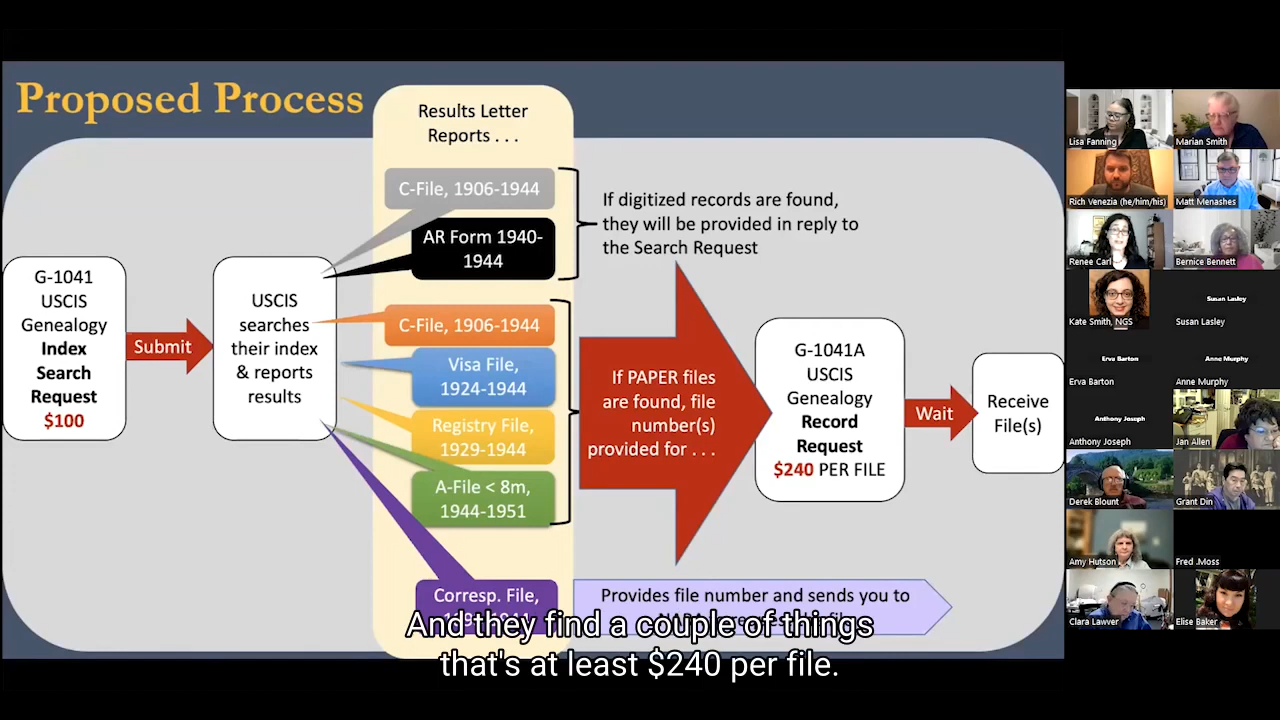 Proposed Process
Results Letter
Reports . . .
C-File, 1906-1944
AR Form 1940-
1944
If digitized records are found,
they will be provided in reply to
the Search Request
G-1041
USCIS
Genealogy
Index
Search
Request
$100
Submit
USCIS
searches
their index
& reports
results
C-File, 1906-1944
Visa File,
1924-1944
Registry File,
1929-1944
A-File < 8m,
1944-1951
If PAPER files
are found, file
number(s)
provided for . . .
G-1041A
USCIS
Genealogy
Record
Request
$240 PER FILE
Wait
Receive
File(s)
Corresp. File,
Provides file number and sends you to
And they find a couple of things
that's at least $240 per file.
Lisa Fanning
Marian Smith
Rich Venezia (he/him/his)
Matt Menashes
Renee Carl
Bernice Bennett
Kate Smith, NGS
Susan Lasley
Susan Lasley
Erva Barton
Erva Barton
Anne Murphy
Anne Murphy
Anthony Joseph
Anthony Joseph
Jan Allen
Derek Blount
Grant Din
Amy Hutson
Fred .Moss
Clara Lawver
Elise Baker